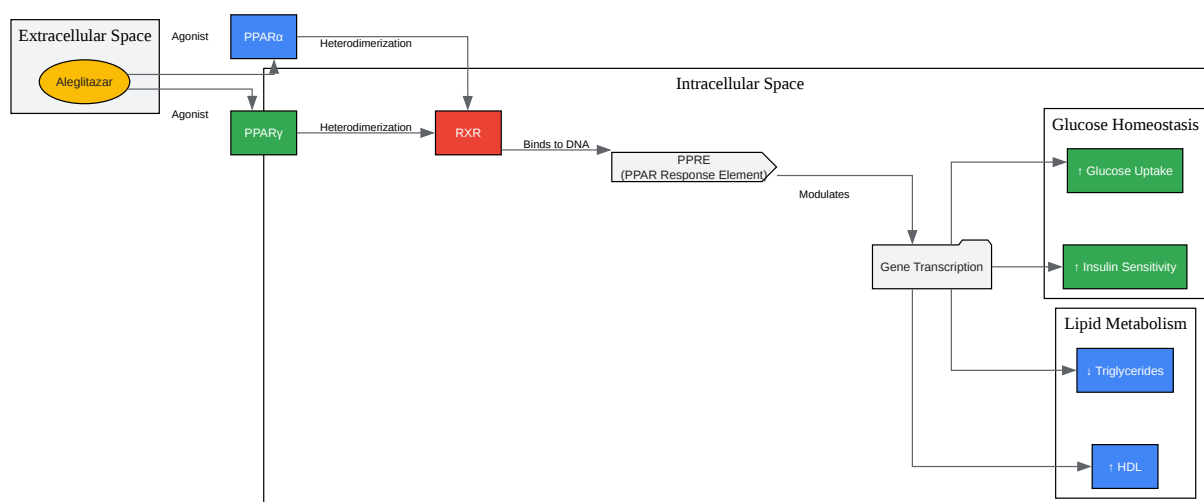 Extracellular Space
Aleglitazar
Agonist
Agonist
PPARα
PPARγ
Heterodimerization
Heterodimerization
Intracellular Space
RXR
Binds to DNA
PPRE
(PPAR Response Element)
Modulates
Gene Transcription
Glucose Homeostasis
↑ Glucose Uptake
↑ Insulin Sensitivity
Lipid Metabolism
↓ Triglycerides
↑ HDL